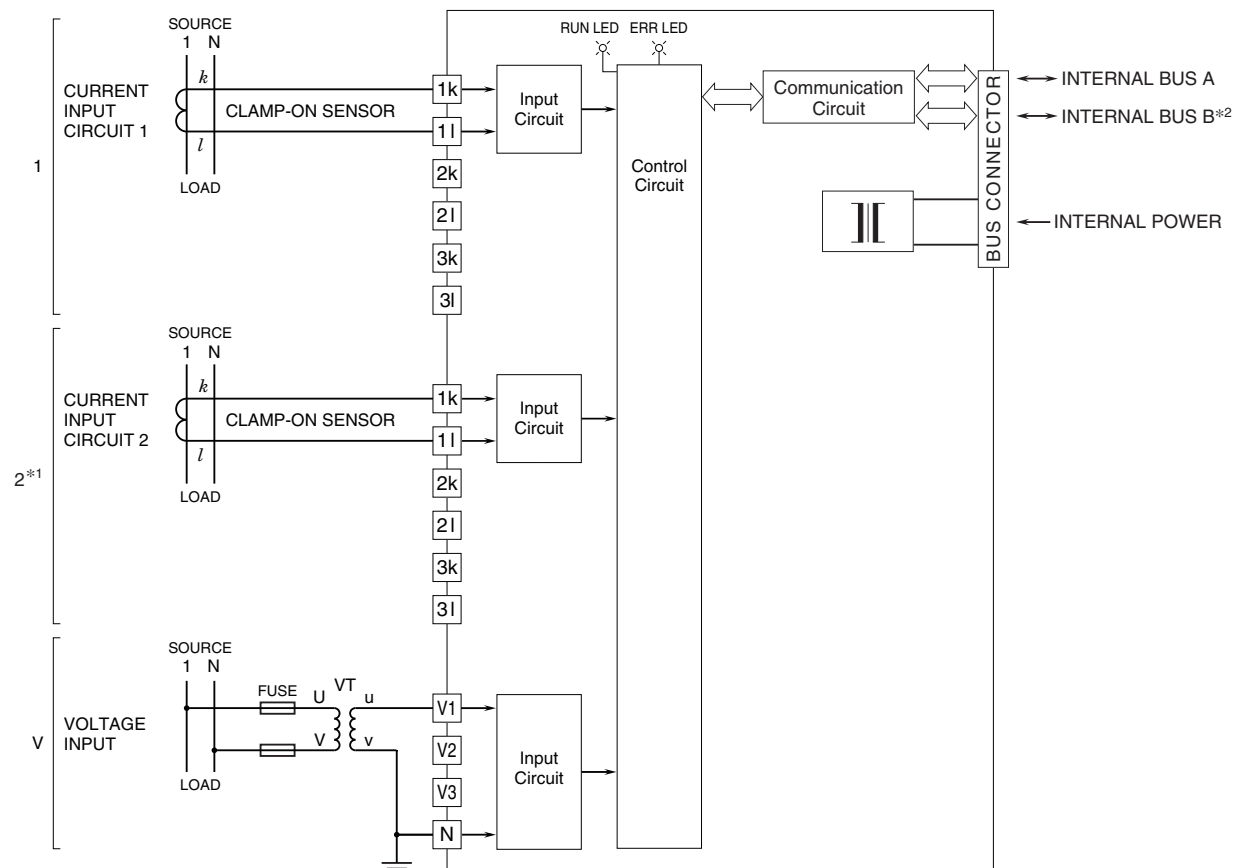 1
CURRENT
INPUT
CIRCUIT 1
SOURCE
1 N
k
CLAMP-ON SENSOR
l
LOAD
1k
1l
2k
2l
3k
3l
Input
Circuit
RUN LED
ERR LED
Control
Circuit
Communication
Circuit
BUS CONNECTOR
INTERNAL BUS A
INTERNAL BUS B*2
INTERNAL POWER
2*1
CURRENT
INPUT
CIRCUIT 2
SOURCE
1 N
k
CLAMP-ON SENSOR
l
LOAD
1k
1l
2k
2l
3k
3l
Input
Circuit
V
VOLTAGE
INPUT
SOURCE
1 N
FUSE
U
VT
u
V
v
LOAD
V1
V2
V3
N
Input
Circuit